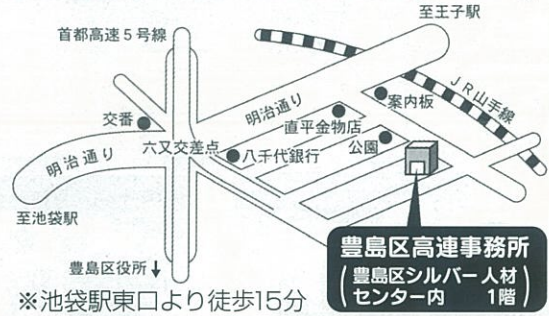 至王子駅
首都高速5号線
JR山手線
案内板
明治通り
交番
直平金物店
六又交差点
公園
八千代銀行
明治通り
至池袋駅
豊島区高連事務所
(豊島区シルバー人材
センター内 1階)
豊島区役所↓
※池袋駅東口より徒歩15分